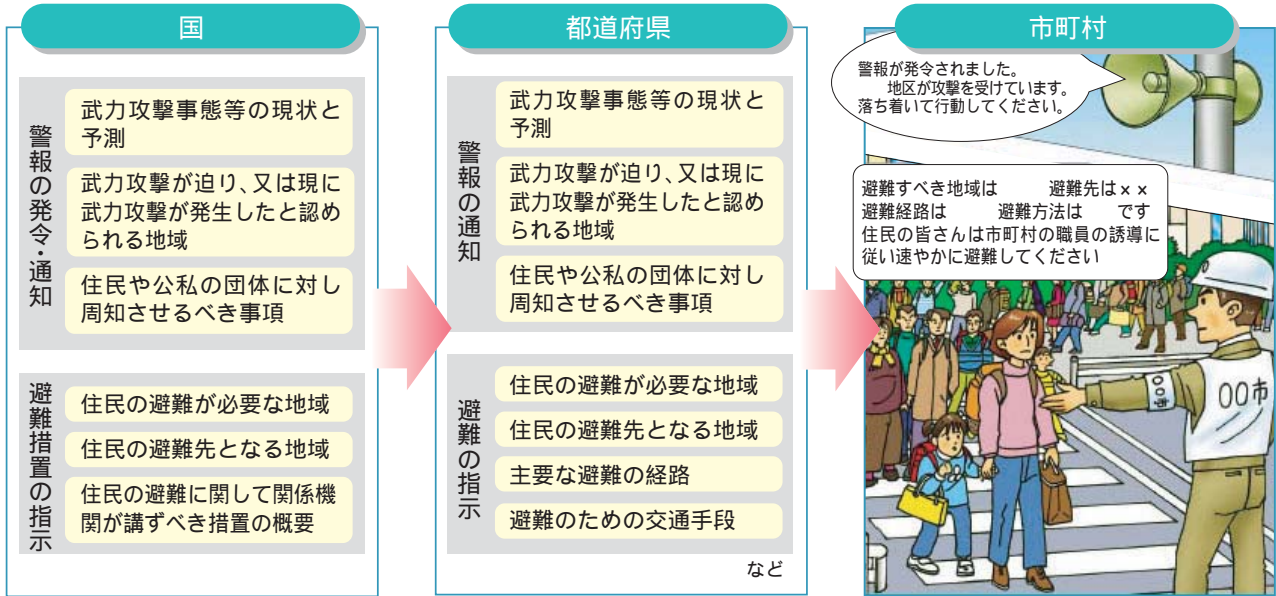 国
警報の発令・通知
武力攻撃事態等の現状と
予測
武力攻撃が迫り、又は現に
武力攻撃が発生したと認め
られる地域
住民や公私の団体に対し
周知させるべき事項
避難措置の指示
住民の避難が必要な地域
住民の避難先となる地域
住民の避難に関して関係機
関が講ずべき措置の概要
都道府県
警報の通知
武力攻撃事態等の現状と
予測
武力攻撃が迫り、又は現に
武力攻撃が発生したと認め
られる地域
住民や公私の団体に対し
周知させるべき事項
避難の指示
住民の避難が必要な地域
住民の避難先となる地域
主要な避難の経路
避難のための交通手段
など
市町村
警報が発令されました。
地区が攻撃を受けています。
落ち着いて行動してください。
避難すべき地域は 避難先は××
避難経路は 避難方法は です
住民の皆さんは市町村の職員の誘導に
従い速やかに避難してください
○○市
○○市